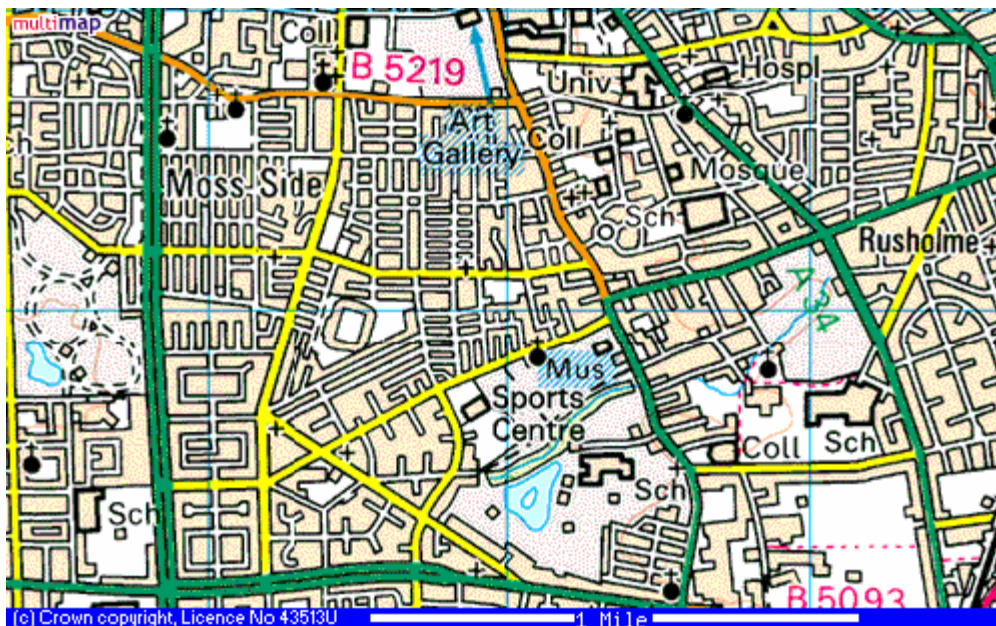 multimap
Coll
B 5219
Univ
Hospl
Art
Gallery
Coll
Mosque
Moss Side
Sch
Rusholme
A 34
Mus
Sports
Centre
Coll
Sch
Sch
Sch
B 5093
(c) Crown copyright, Licence No 43513U
1 Mile